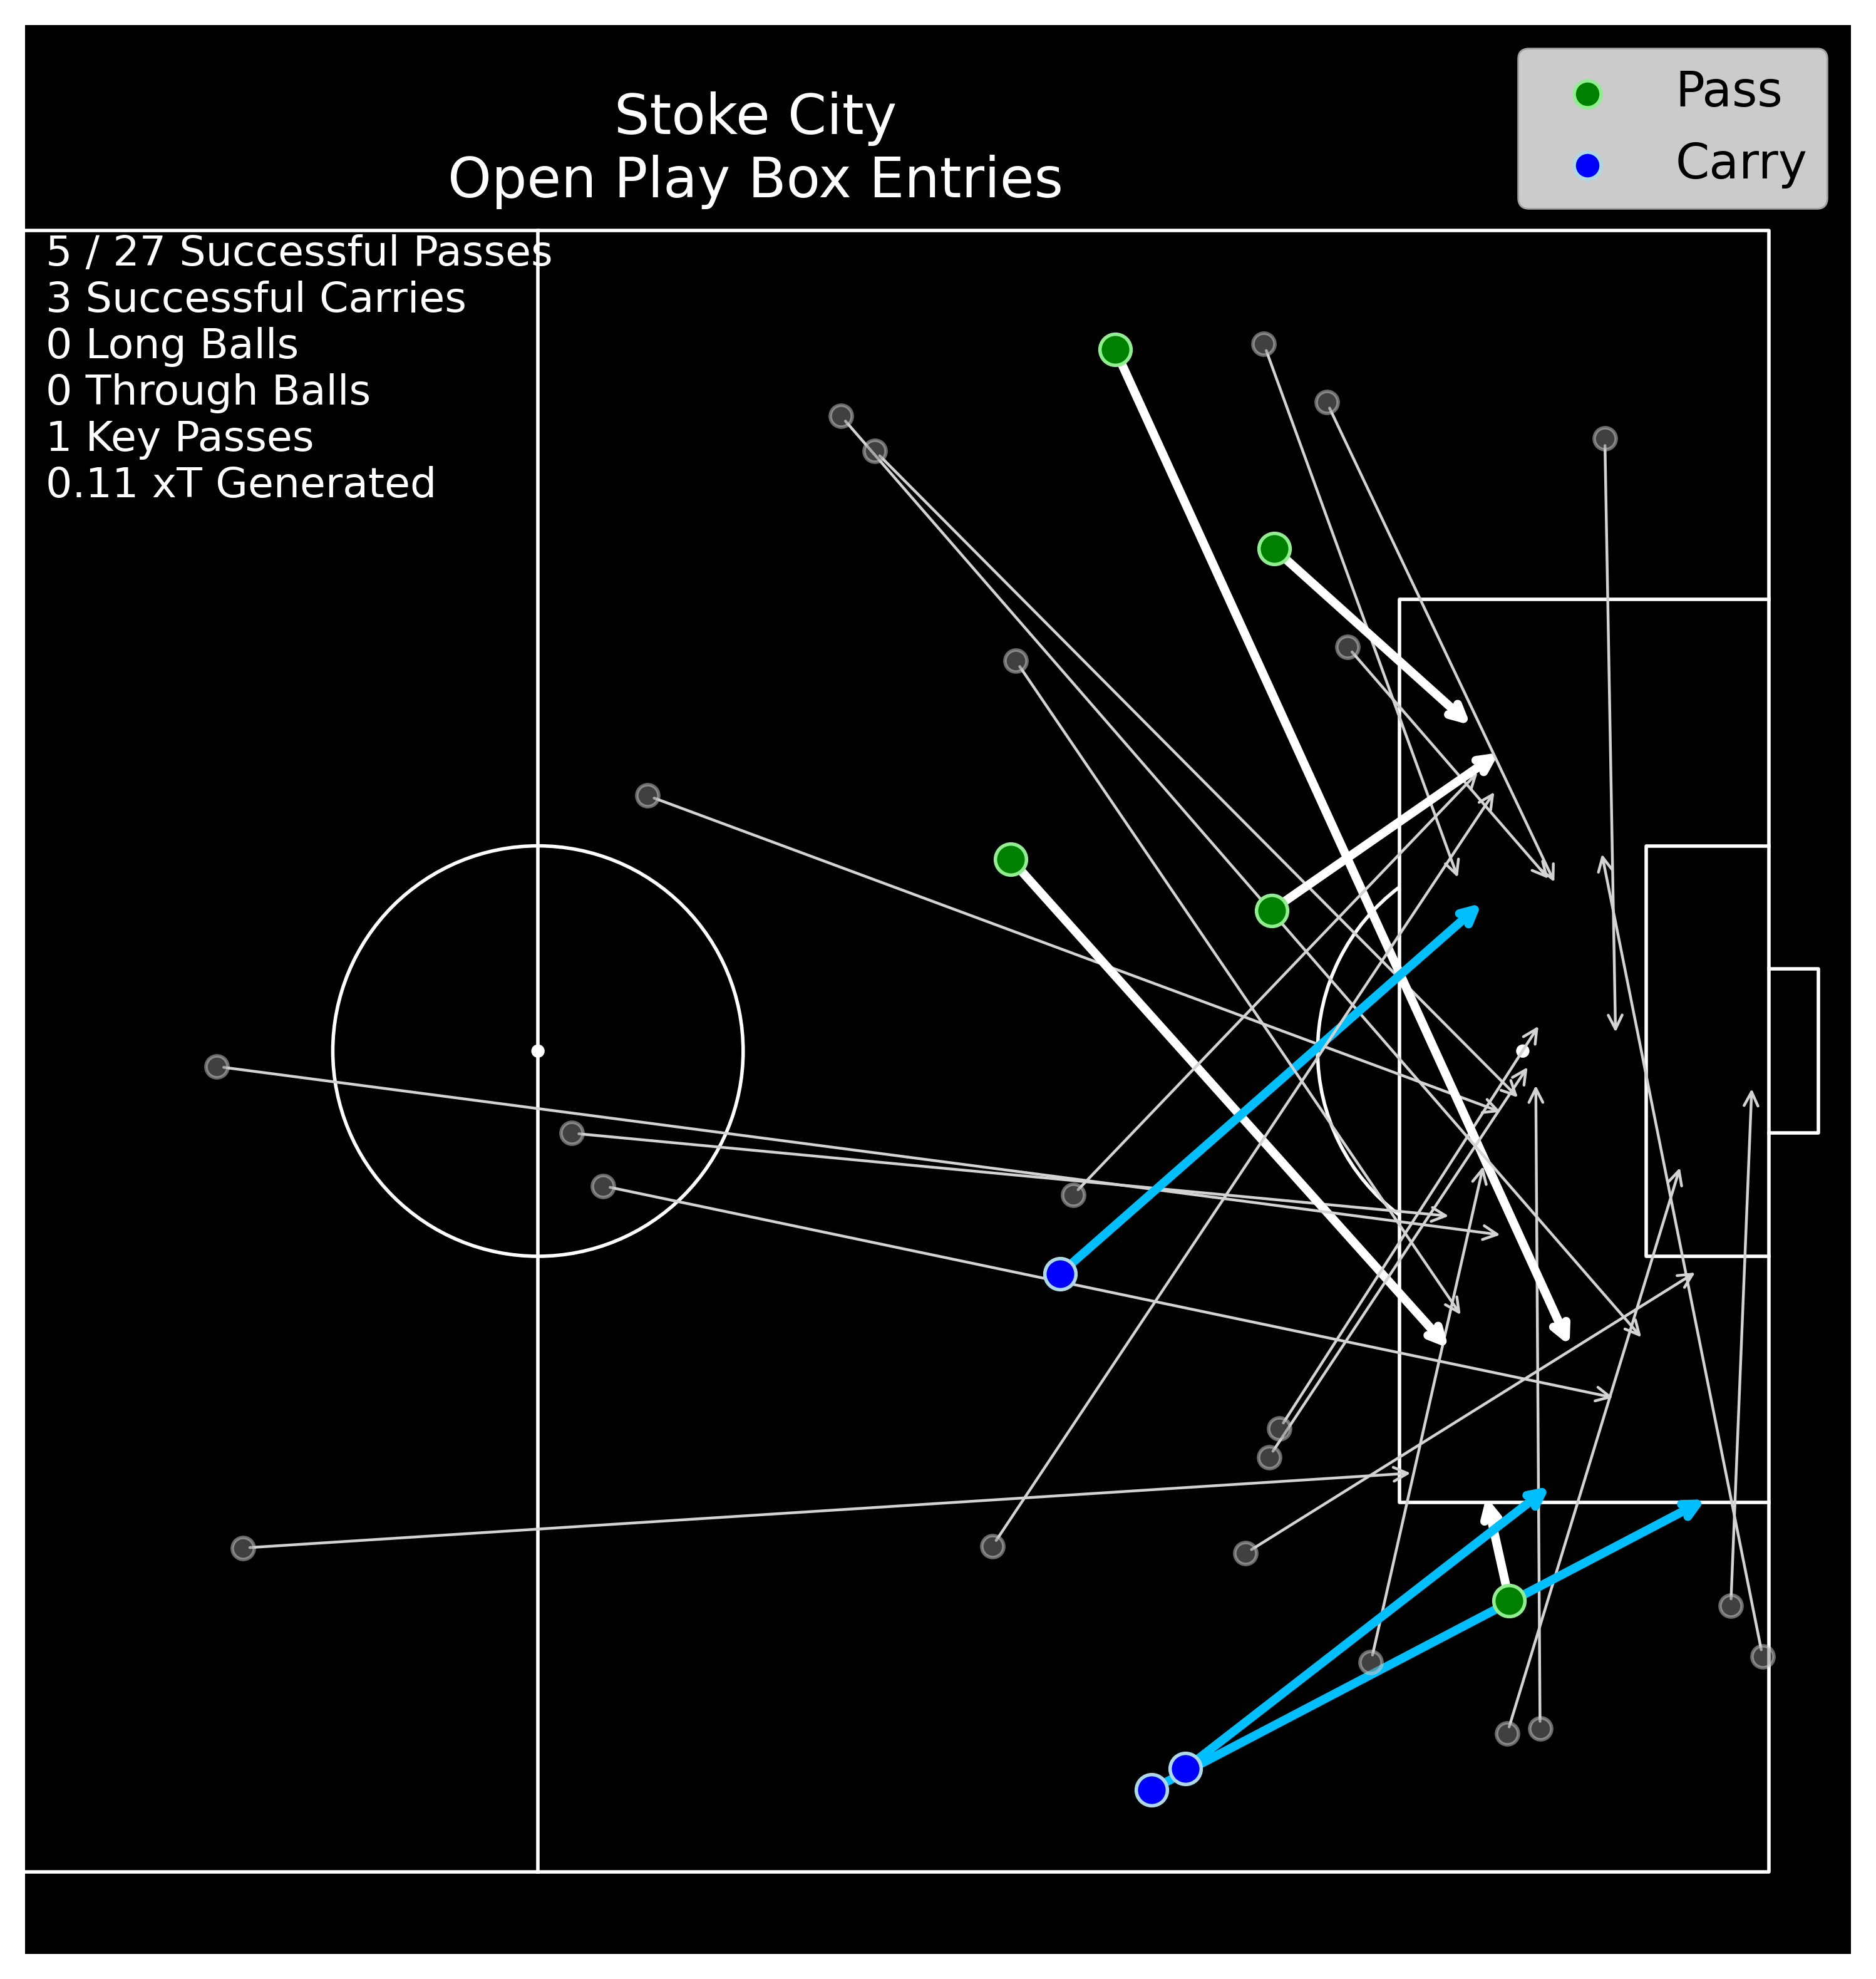 Stoke City
Open Play Box Entries
Pass
Carry
5 / 27 Successful Passes
3 Successful Carries
0 Long Balls
0 Through Balls
1 Key Passes
0.11 xT Generated